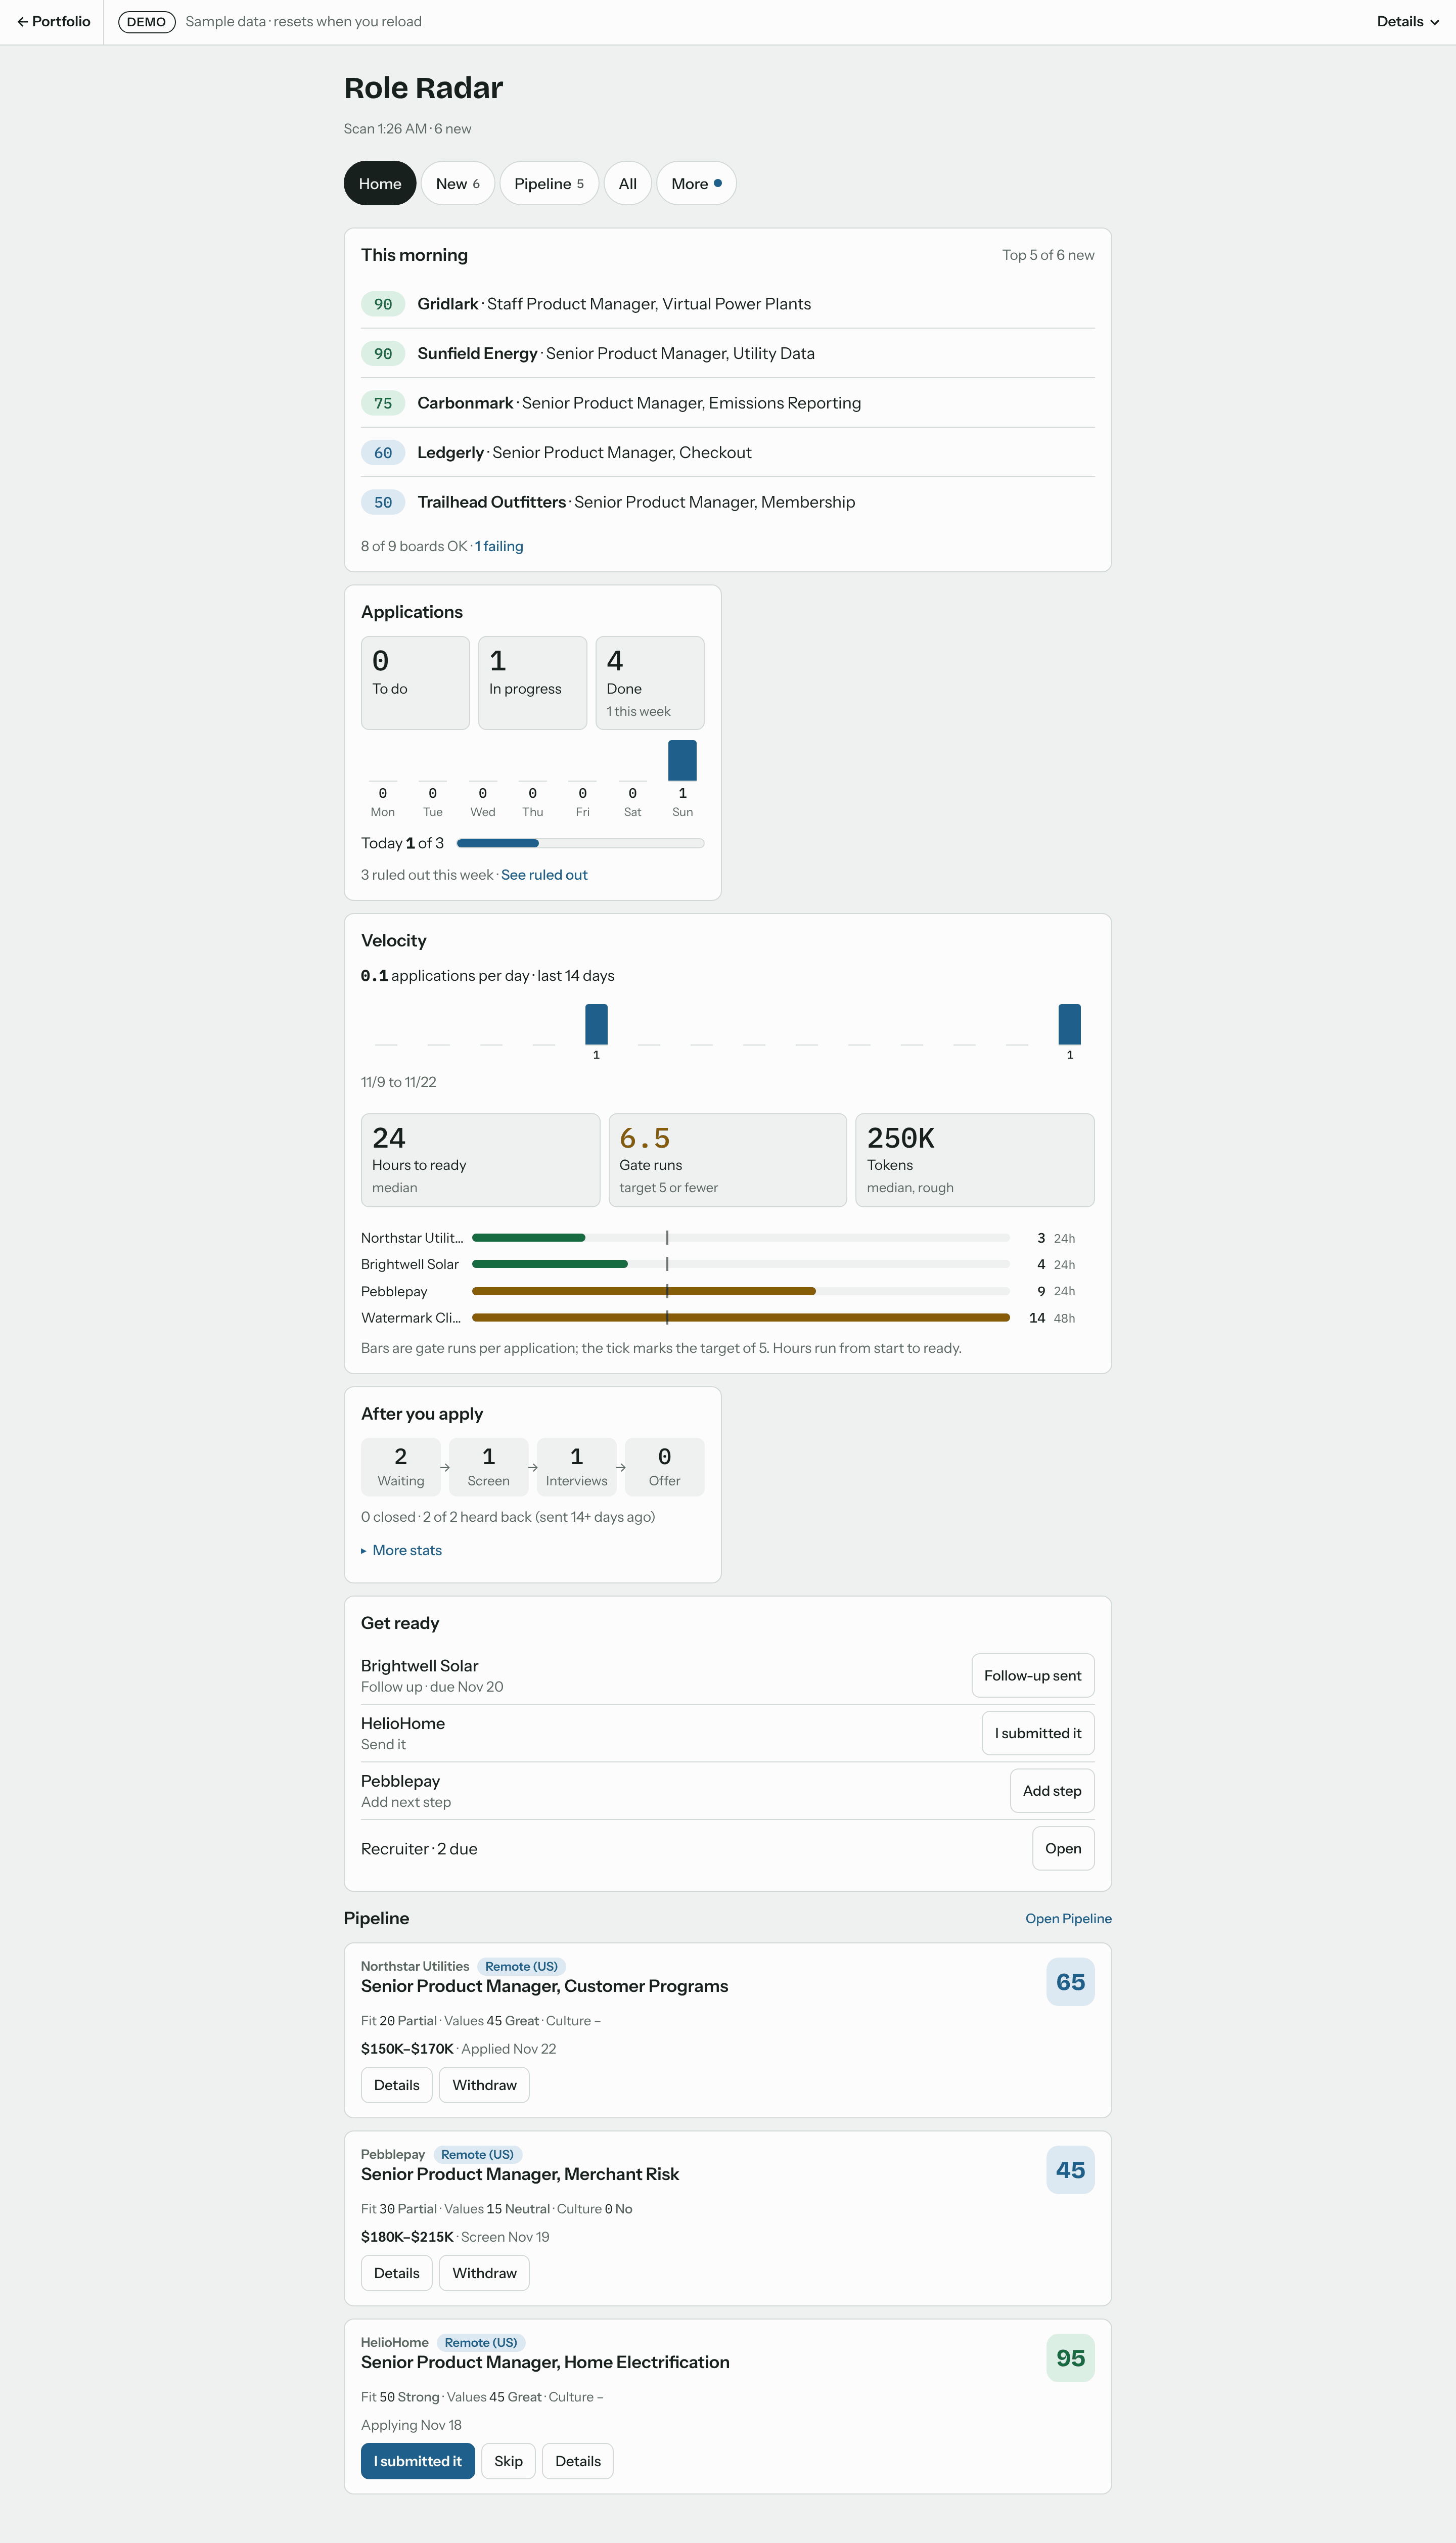 ← Portfolio
DEMO
Sample data · resets when you reload
Details
Role Radar
Scan 1:26 AM · 6 new
Home
New 6
Pipeline 5
All
More
This morning
Top 5 of 6 new
90 Gridlark · Staff Product Manager, Virtual Power Plants
90 Sunfield Energy · Senior Product Manager, Utility Data
75 Carbonmark · Senior Product Manager, Emissions Reporting
60 Ledgerly · Senior Product Manager, Checkout
50 Trailhead Outfitters · Senior Product Manager, Membership
8 of 9 boards OK · 1 failing
Applications
0
To do
1
In progress
4
Done
1 this week
0 0 0 0 0 0 1
Mon Tue Wed Thu Fri Sat Sun
Today 1 of 3
3 ruled out this week · See ruled out
Velocity
0.1 applications per day · last 14 days
1 1
11/9 to 11/22
24
Hours to ready
median
6.5
Gate runs
target 5 or fewer
250K
Tokens
median, rough
Northstar Utilit... 3 24h
Brightwell Solar 4 24h
Pebblepay 9 24h
Watermark Cli... 14 48h
Bars are gate runs per application; the tick marks the target of 5. Hours run from start to ready.
After you apply
2
Waiting
→
1
Screen
→
1
Interviews
→
0
Offer
0 closed · 2 of 2 heard back (sent 14+ days ago)
▸ More stats
Get ready
Brightwell Solar
Follow up · due Nov 20
Follow-up sent
HelioHome
Send it
I submitted it
Pebblepay
Add next step
Add step
Recruiter · 2 due
Open
Pipeline
Open Pipeline
Northstar Utilities Remote (US)
Senior Product Manager, Customer Programs
65
Fit 20 Partial · Values 45 Great · Culture –
$150K–$170K · Applied Nov 22
Details
Withdraw
Pebblepay Remote (US)
Senior Product Manager, Merchant Risk
45
Fit 30 Partial · Values 15 Neutral · Culture 0 No
$180K–$215K · Screen Nov 19
Details
Withdraw
HelioHome Remote (US)
Senior Product Manager, Home Electrification
95
Fit 50 Strong · Values 45 Great · Culture –
Applying Nov 18
I submitted it
Skip
Details